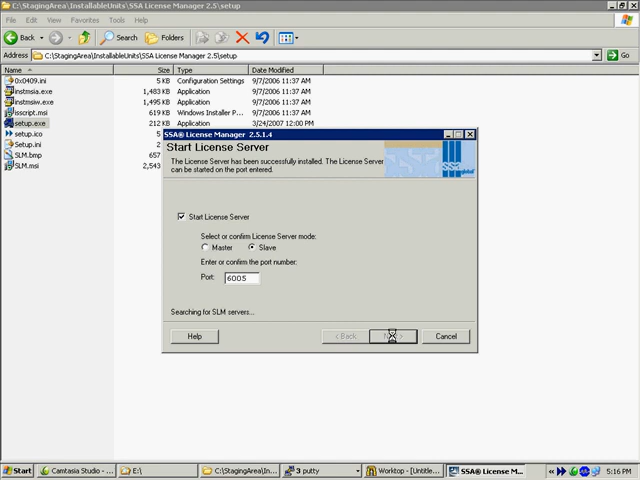 C:\StagingArea\InstallableUnits\SSA License Manager 2.5\setup
File Edit View Favorites Tools Help
Back Search Folders
Address C:\StagingArea\InstallableUnits\SSA License Manager 2.5\setup Go
Name Size Type Date Modified
0x0409.ini 5 KB Configuration Settings 9/7/2006 11:37 AM
instmsia.exe 1,483 KB Application 9/7/2006 11:37 AM
instmsiw.exe 1,495 KB Application 9/7/2006 11:37 AM
isscript.msi 619 KB Windows Installer P... 9/7/2006 11:37 AM
setup.exe 212 KB Application 3/24/2007 12:00 PM
setup.ico 5
Setup.ini 2
SLM.bmp 657
SLM.msi 2,543
SSA® License Manager 2.5.1.4
Start License Server
The License Server has been successfully installed. The License Server
can be started on the port entered.
SSA global
Start License Server
Select or confirm License Server mode:
Master Slave
Enter or confirm the port number:
Port: 6005
Searching for SLM servers...
Help < Back Cancel
Start Camtasia Studio - ... E:\ C:\StagingArea\In... 3 putty Worktop - [Untitled... SSA® License M... 5:16 PM